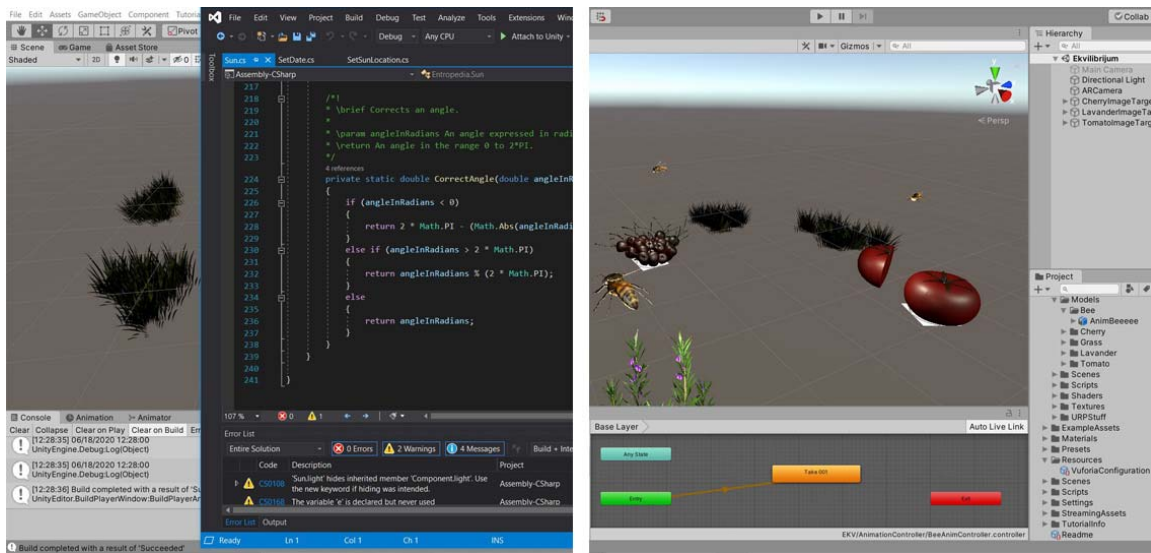 File Edit Assets GameObject Component Tutoria
Pivot
Scene Game Asset Store
Shaded 2D 0
Console Animation Animator
Clear Collapse Clear on Play Clear on Build
[12:28:35] 06/18/2020 12:28:00
UnityEngine.Debug:Log(Object)
[12:28:35] 06/18/2020 12:28:00
UnityEngine.Debug:Log(Object)
[12:28:36] Build completed with a result of 'Su
UnityEditor.BuildPlayerWindow:BuildPlayer
Build completed with a result of 'Succeeded'
File Edit View Project Build Debug Test Analyze Tools Extensions Wind
Debug Any CPU Attach to Unity
Toolbox
Sun.cs SetDate.cs SetSunLocation.cs
Assembly-CSharp Entropedia.Sun
217
218 /*!
219 * \brief Corrects an angle.
220 *
221 * \param angleInRadians An angle expressed in radi
222 * \return An angle in the range 0 to 2*PI.
223 */
4 references
224 private static double CorrectAngle(double angleInR
225 {
226 if (angleInRadians < 0)
227 {
228 return 2 * Math.PI - (Math.Abs(angleInRadi
229 }
230 else if (angleInRadians > 2 * Math.PI)
231 {
232 return angleInRadians % (2 * Math.PI);
233 }
234 else
235 {
236 return angleInRadians;
237 }
238 }
239 }
240
241 }
107 % 0 1
Error List
Entire Solution 0 Errors 2 Warnings 4 Messages Build + Inte
Code Description Project
CS0108 'Sun.light' hides inherited member 'Component.light'. Use the new keyword if hiding was intended. Assembly-CSharp
CS0168 The variable 'e' is declared but never used Assembly-CSharp
Error List Output
Ready Ln 1 Col 1 Ch 1 INS
Collab
Gizmos All
y
Persp
Hierarchy
All
Ekvilibrijum
Main Camera
Directional Light
ARCamera
CherryImageTarge
LavanderImageTa
TomatoImageTarg
Project
Models
Bee
AnimBeeeee
Cherry
Grass
Lavander
Tomato
Scenes
Scripts
Shaders
Textures
URPStuff
ExampleAssets
Materials
Presets
Resources
VuforiaConfiguration
Scenes
Scripts
Settings
StreamingAssets
TutorialInfo
Readme
Base Layer Auto Live Link
Any State
Take 001
Entry
Exit
EKV/AnimationController/BeeAnimController.controller